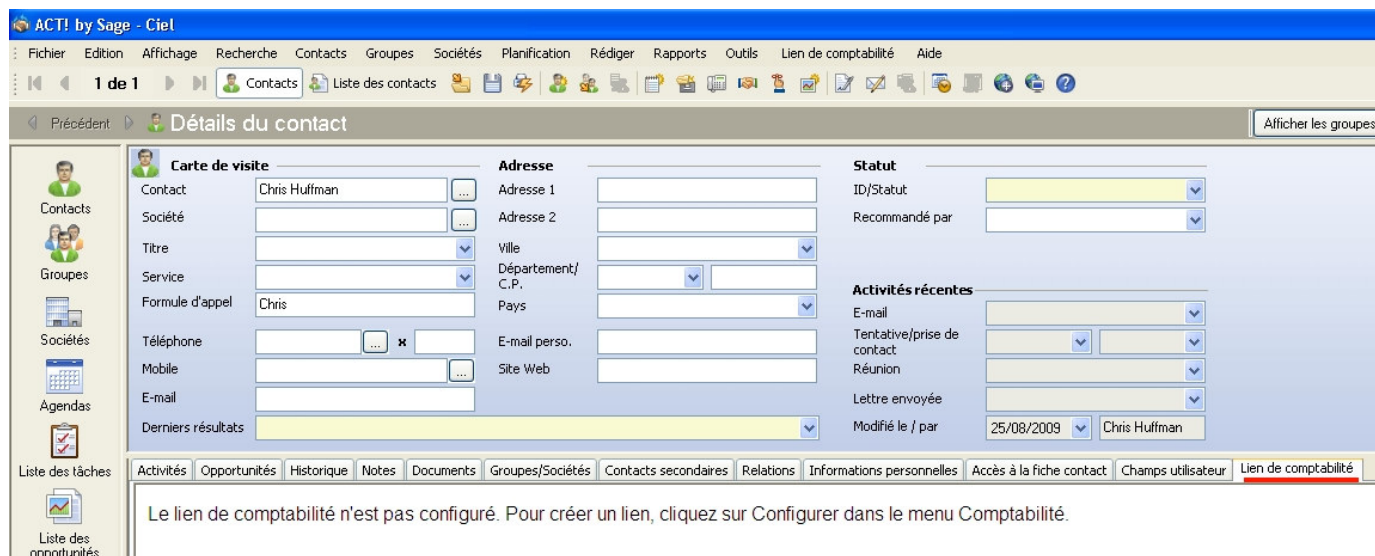 ACT! by Sage - Ciel
Fichier Edition Affichage Recherche Contacts Groupes Sociétés Planification Rédiger Rapports Outils Lien de comptabilité Aide
1 de 1 Contacts Liste des contacts
Précédent Détails du contact Afficher les groupes
Contacts
Groupes
Sociétés
Agendas
Liste des tâches
Liste des
opportunités
Carte de visite
Contact Chris Huffman ...
Société ...
Titre
Service
Formule d'appel Chris
Téléphone ... x
Mobile ...
E-mail
Derniers résultats
Adresse
Adresse 1
Adresse 2
Ville
Département/
C.P.
Pays
E-mail perso.
Site Web
Statut
ID/Statut
Recommandé par
Activités récentes
E-mail
Tentative/prise de
contact
Réunion
Lettre envoyée
Modifié le / par 25/08/2009 Chris Huffman
Activités Opportunités Historique Notes Documents Groupes/Sociétés Contacts secondaires Relations Informations personnelles Accès à la fiche contact Champs utilisateur Lien de comptabilité
Le lien de comptabilité n'est pas configuré. Pour créer un lien, cliquez sur Configurer dans le menu Comptabilité.